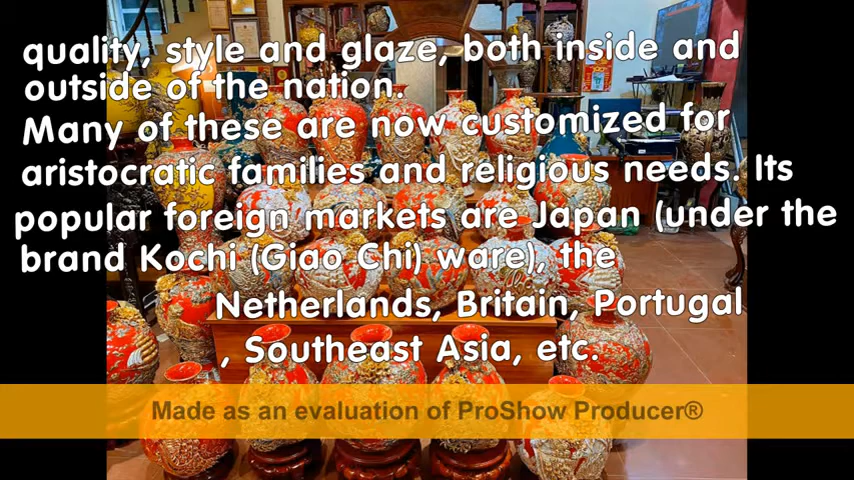 quality, style and glaze, both inside and
outside of the nation.
Many of these are now customized for
aristocratic families and religious needs. Its
popular foreign markets are Japan (under the
brand Kochi (Giao Chi) ware), the
Netherlands, Britain, Portugal
, Southeast Asia, etc.
Made as an evaluation of ProShow Producer®